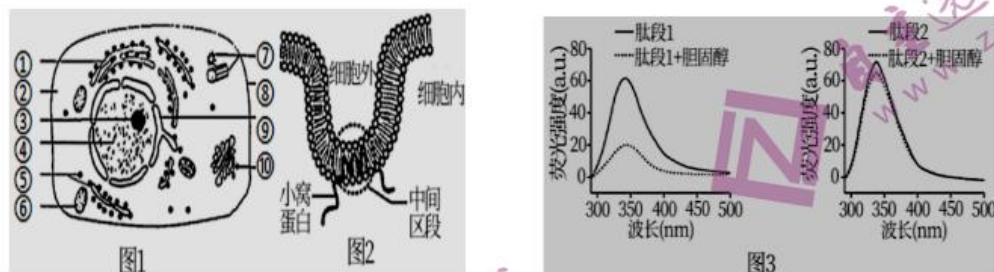 ①
②
③
④
⑤
⑥
⑦
⑧
⑨
⑩
图1
细胞外
细胞内
小窝
蛋白
中间
区段
图2
肽段1
肽段1+胆固醇
荧光强度(a.u.)
80
60
40
20
0
300 350 400 450 500
波长(nm)
肽段2
肽段2+胆固醇
荧光强度(a.u.)
80
60
40
20
0
300 350 400 450 500
波长(nm)
图3